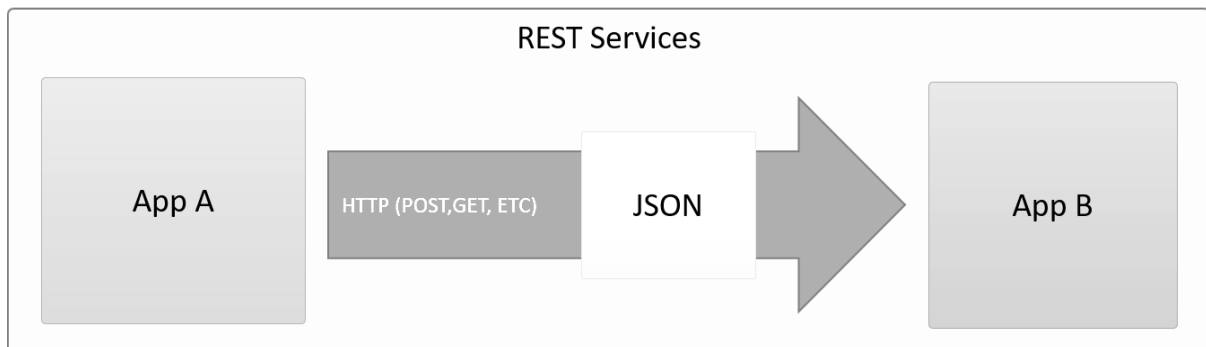 REST Services
App A
HTTP (POST,GET, ETC)
JSON
App B